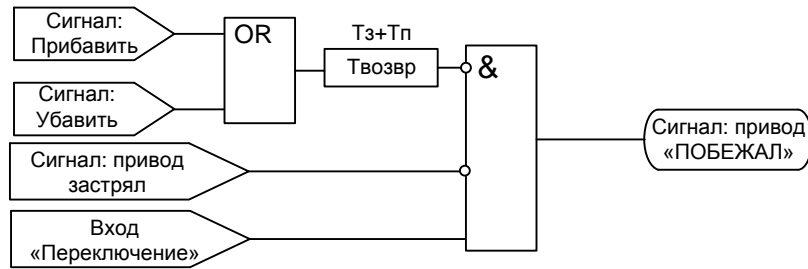 Сигнал:
Прибавить
OR
Тз+Тп
Твозвр
&
Сигнал:
Убавить
Сигнал: привод
«ПОБЕЖАЛ»
Сигнал: привод
застрял
Вход
«Переключение»